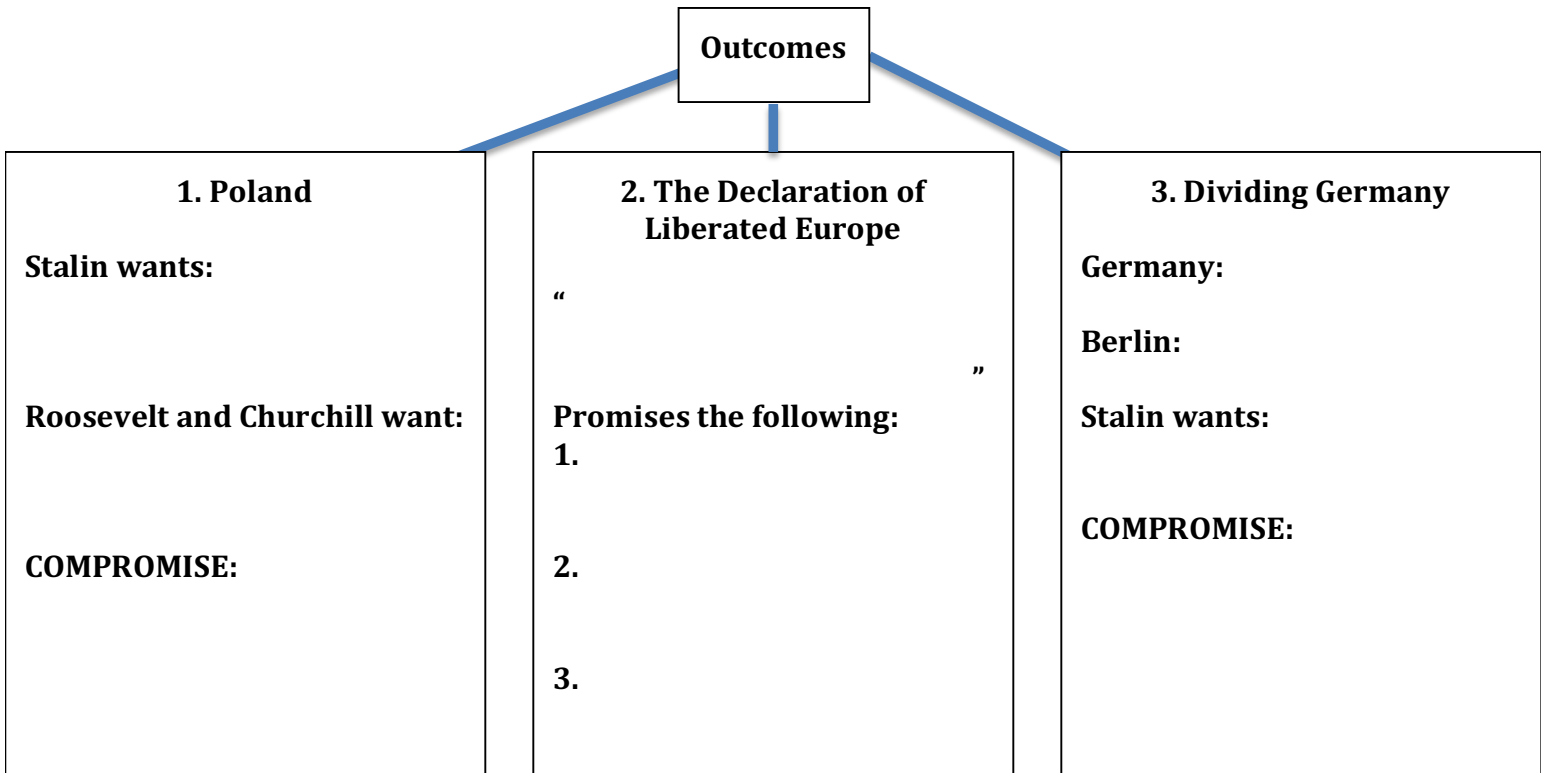 Outcomes
1. Poland
Stalin wants:
Roosevelt and Churchill want:
COMPROMISE:
2. The Declaration of
Liberated Europe
“
”
Promises the following:
1.
2.
3.
3. Dividing Germany
Germany:
Berlin:
Stalin wants:
COMPROMISE: